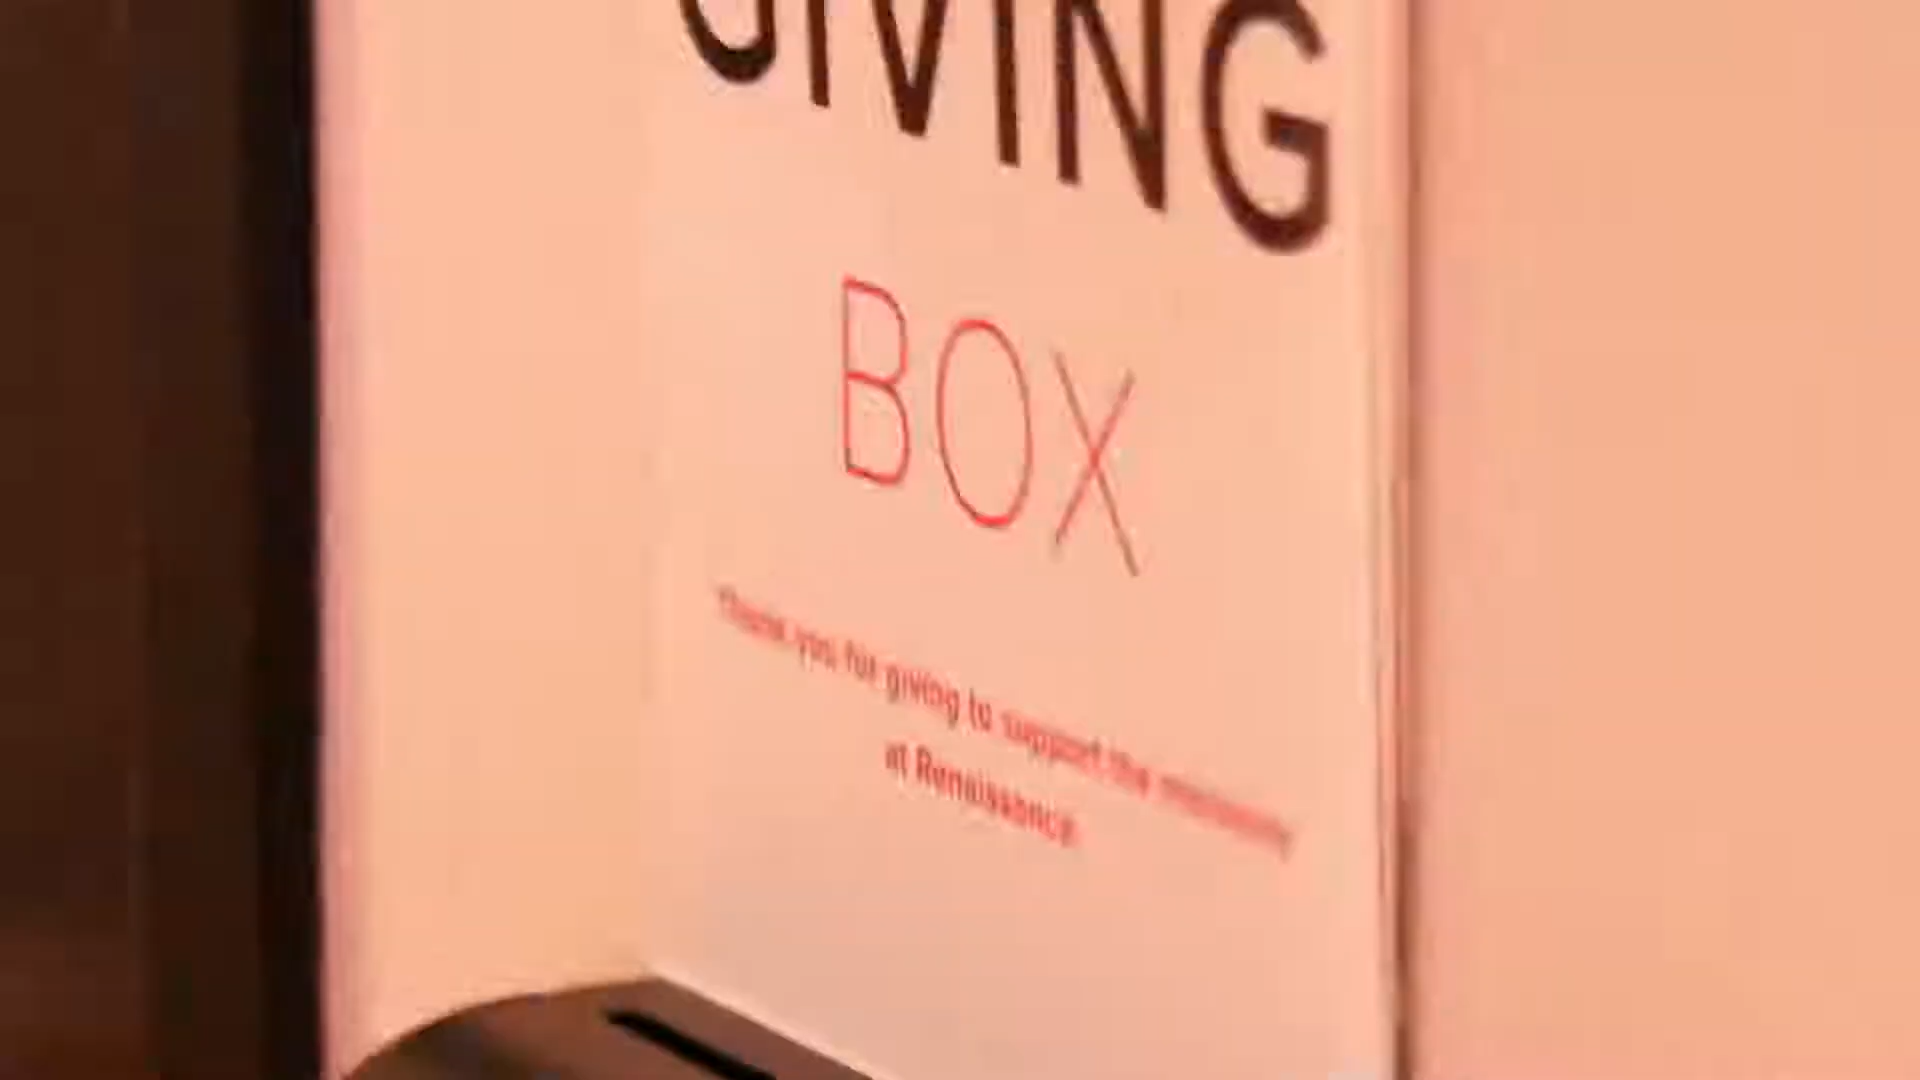 GIVING
BOX
Thank you for giving to support the
at Renaissance